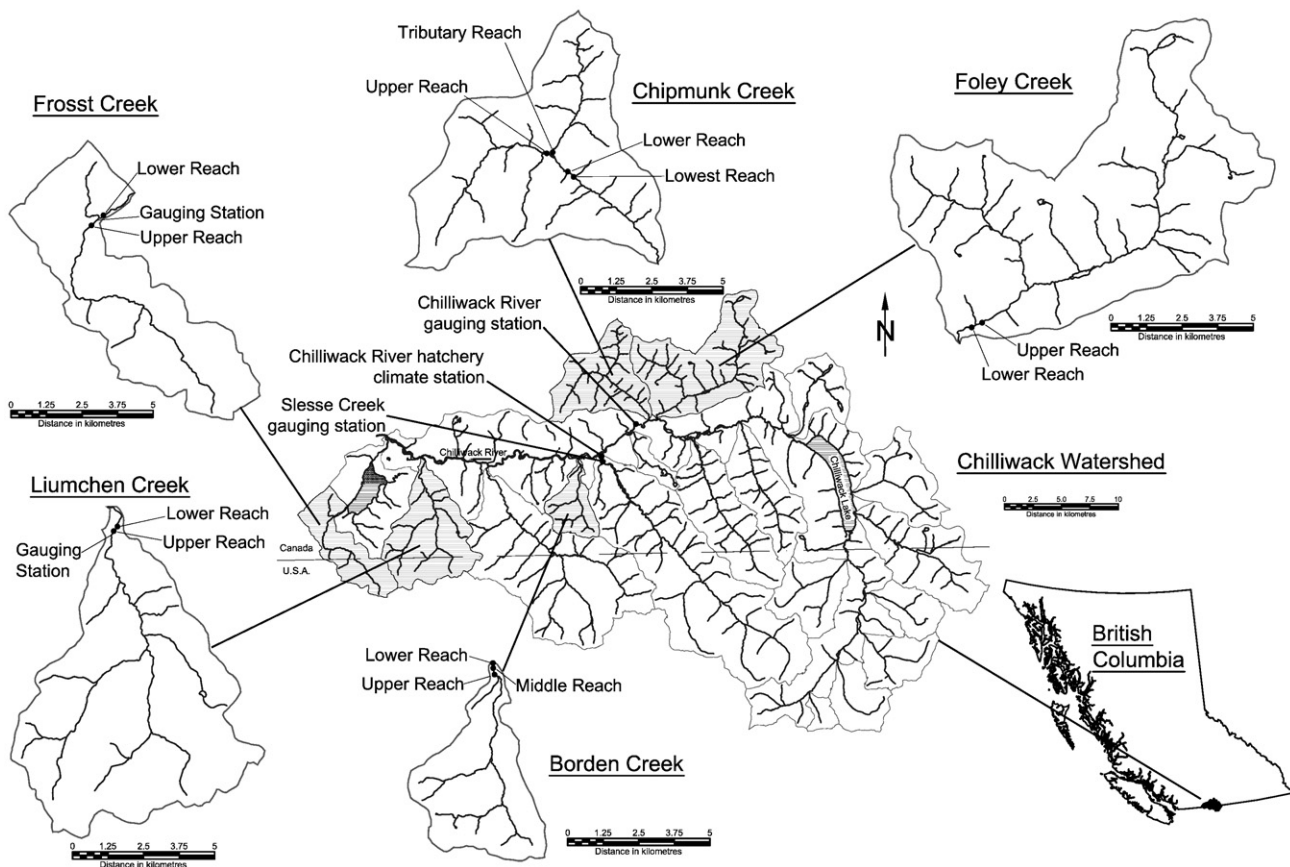 Frosst Creek
Lower Reach
Gauging Station
Upper Reach
0 1.25 2.5 3.75 5
Distance in kilometres
Tributary Reach
Upper Reach
Chipmunk Creek
Lower Reach
Lowest Reach
0 1.25 2.5 3.75 5
Distance in kilometres
Foley Creek
0 1.25 2.5 3.75 5
Distance in kilometres
Upper Reach
Lower Reach
N
Chilliwack River
gauging station
Chilliwack River hatchery
climate station
Slesse Creek
gauging station
Chilliwack River
Chilliwack Lake
Canada
U.S.A.
Chilliwack Watershed
0 2.5 5 7.5 10
Distance in kilometres
Liumchen Creek
Lower Reach
Upper Reach
Gauging
Station
0 1.25 2.5 3.75 5
Distance in kilometres
Lower Reach
Upper Reach
Middle Reach
Borden Creek
0 1.25 2.5 3.75 5
Distance in kilometres
British
Columbia